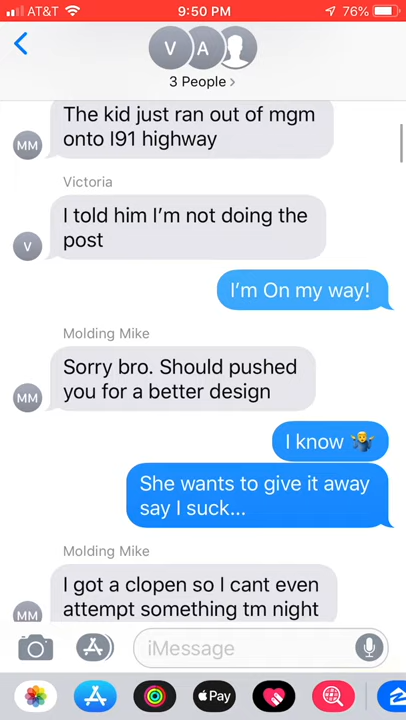 AT&T 9:50 PM 76%
V A
3 People >
The kid just ran out of mgm
onto I91 highway
MM
Victoria
I told him I'm not doing the
post
V
I'm On my way!
Molding Mike
Sorry bro. Should pushed
you for a better design
MM
I know 🤷‍♂️
She wants to give it away
say I suck...
Molding Mike
I got a clopen so I cant even
attempt something tm night
MM
iMessage
Pay